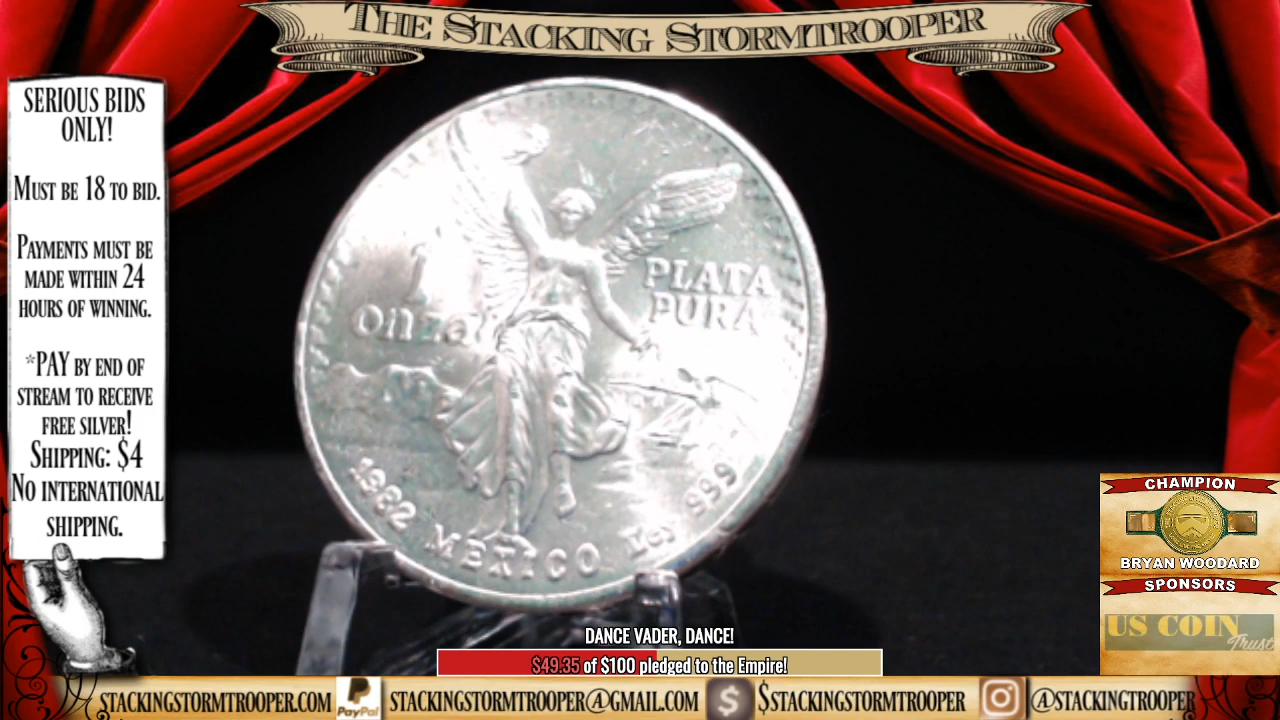 THE STACKING STORMTROOPER
SERIOUS BIDS
ONLY!
MUST BE 18 TO BID.
PAYMENTS MUST BE
MADE WITHIN 24
HOURS OF WINNING.
*PAY BY END OF
STREAM TO RECEIVE
FREE SILVER!
SHIPPING: $4
NO INTERNATIONAL
SHIPPING.
1
onza
PLATA
PURA
1982 MEXICO Ley 999
CHAMPION
BRYAN WOODARD
SPONSORS
US COIN
Trust
DANCE VADER, DANCE!
$49.35 of $100 pledged to the Empire!
STACKINGSTORMTROOPER.COM
PayPal
STACKINGSTORMTROOPER@GMAIL.COM
$
$STACKINGSTORMTROOPER
@STACKINGTROOPER